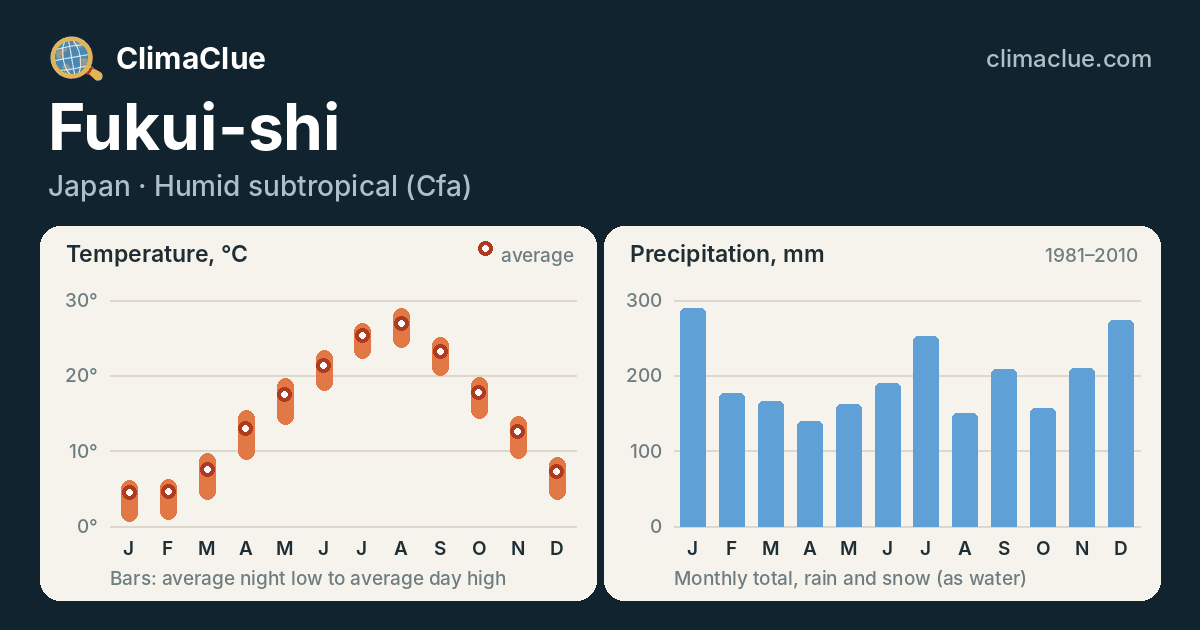 ClimaClue
climaclue.com
Fukui-shi
Japan · Humid subtropical (Cfa)
Temperature, °C
average
30°
20°
10°
0°
J F M A M J J A S O N D
Bars: average night low to average day high
Precipitation, mm
1981–2010
300
200
100
0
J F M A M J J A S O N D
Monthly total, rain and snow (as water)